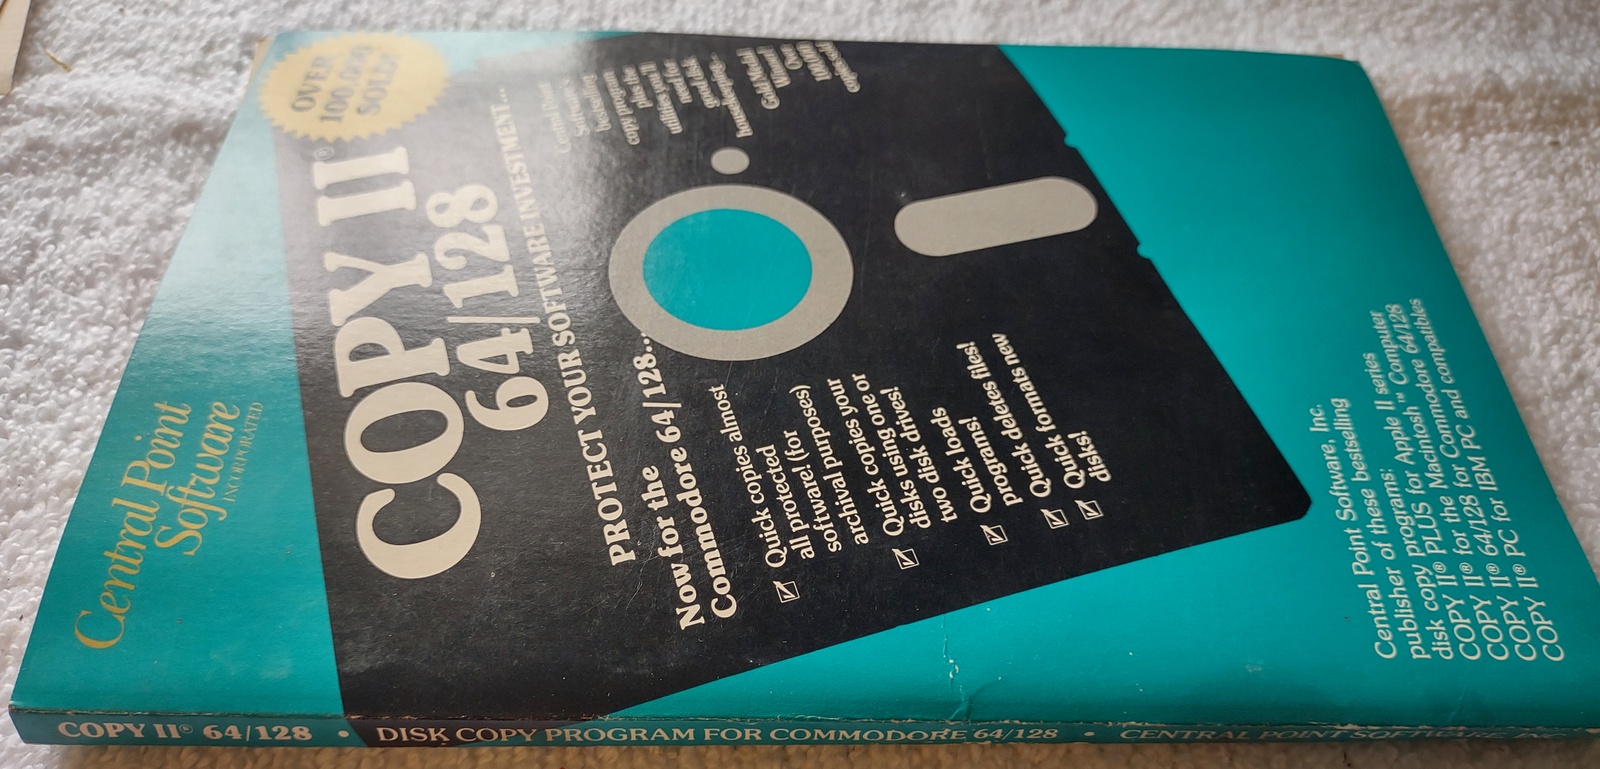 Central Point
Software
INCORPORATED
OVER
100,000
SOLD!
COPY II®
64/128
PROTECT YOUR SOFTWARE INVESTMENT...
Now for the
Commodore 64/128...
☑ Quick copies almost
all protected
software! (for
archival purposes)
☑ Quick copies your
disks using one or
two disk drives!
☑ Quick loads
programs!
☑ Quick deletes files!
☑ Quick formats new
disks!
Central Point
Central Point Software, Inc.
publisher of these bestselling
disk copy programs:
COPY II® PLUS for Apple II series
COPY II® for the Macintosh™ Computer
COPY II® 64/128 for Commodore 64/128
COPY II® PC for IBM PC and compatibles
COPY II® 64/128 • DISK COPY PROGRAM FOR COMMODORE 64/128 • CENTRAL POINT SOFTWARE, INC.